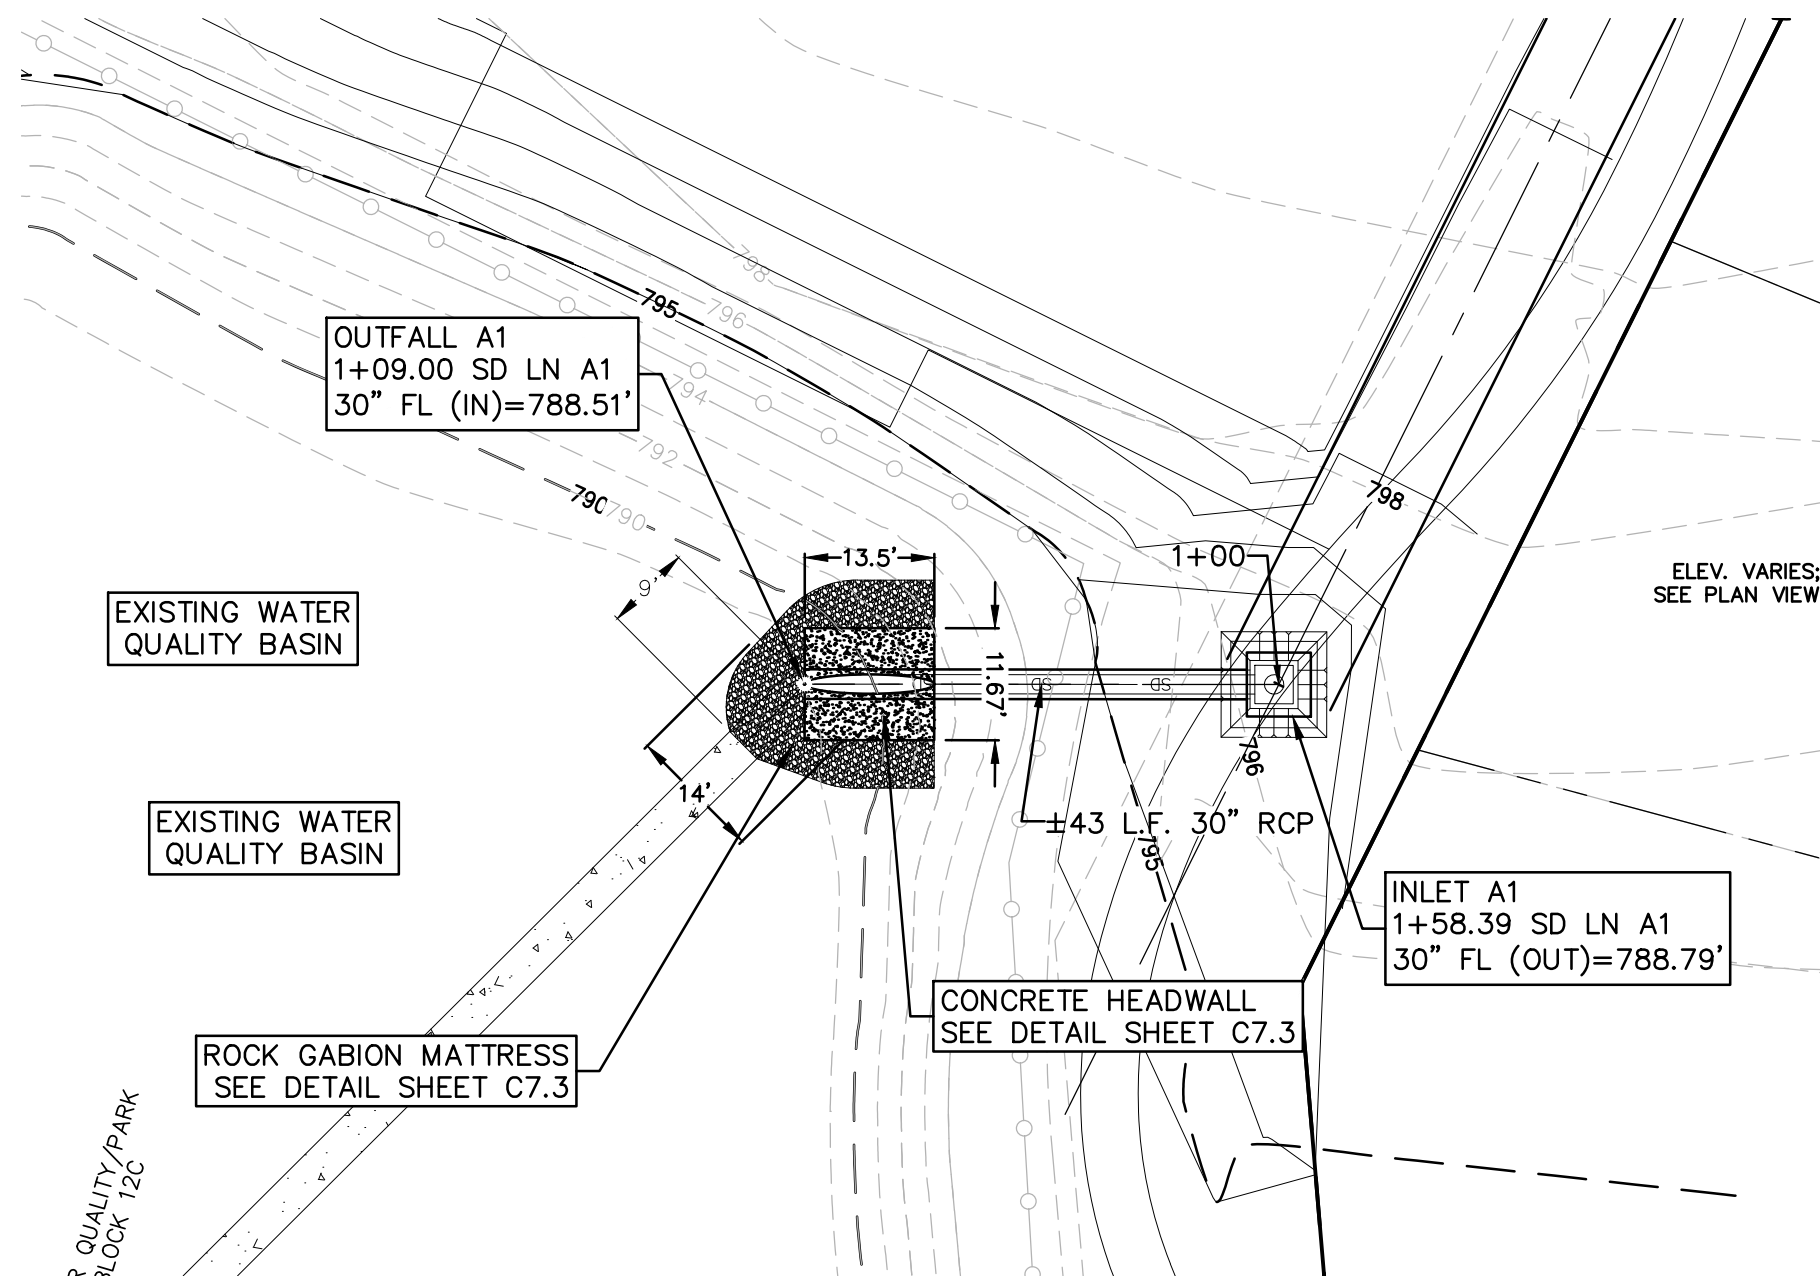 798
795
796
OUTFALL A1
1+09.00 SD LN A1
30” FL (IN)=788.51'
794
792
790
790
798
13.5'
1+00
9'
ELEV. VARIES;
SEE PLAN VIEW
EXISTING WATER
QUALITY BASIN
11.67'
SD
SD
796
14'
±43 L.F. 30” RCP
795
EXISTING WATER
QUALITY BASIN
INLET A1
1+58.39 SD LN A1
30” FL (OUT)=788.79'
CONCRETE HEADWALL
SEE DETAIL SHEET C7.3
ROCK GABION MATTRESS
SEE DETAIL SHEET C7.3
R QUALITY/PARK
BLOCK 12C